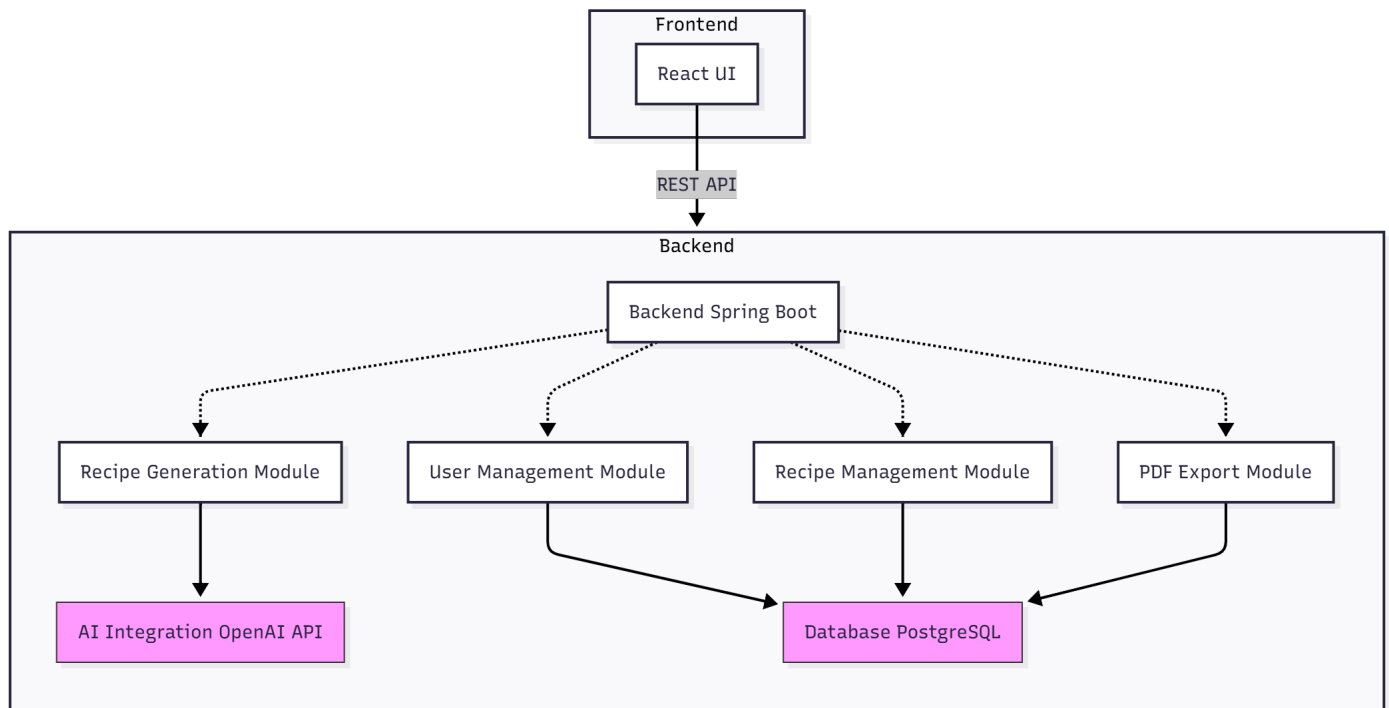 Frontend
React UI
REST API
Backend
Backend Spring Boot
Recipe Generation Module
User Management Module
Recipe Management Module
PDF Export Module
AI Integration OpenAI API
Database PostgreSQL